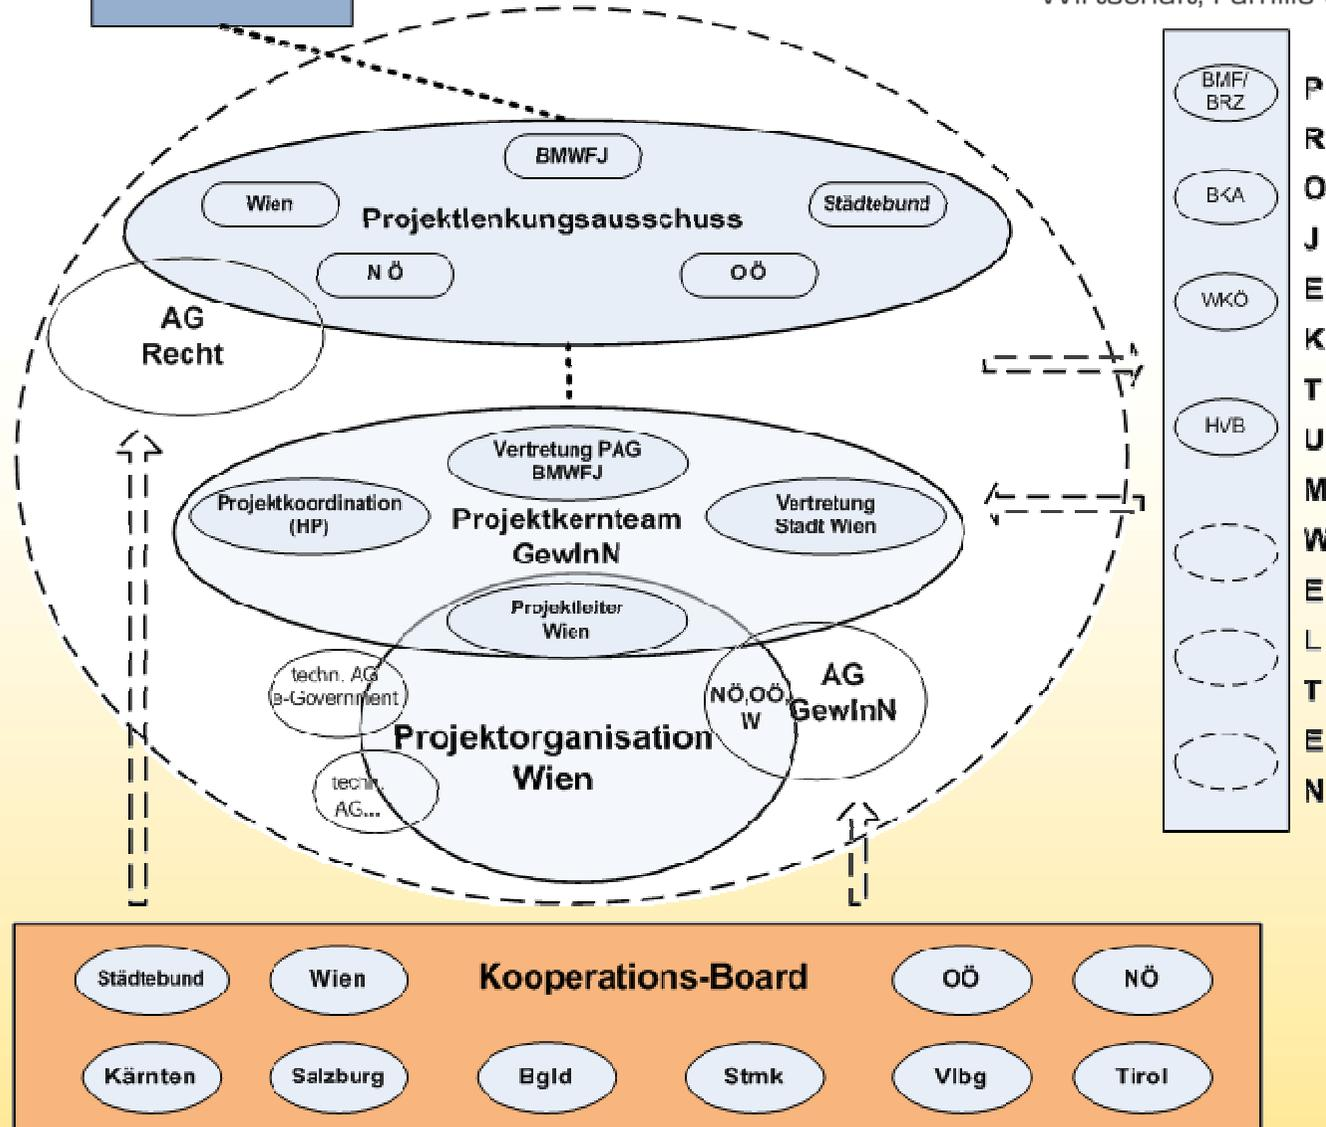 BMWFJ
Wien
Städtebund
Projektlenkungsausschuss
NÖ
OÖ
AG
Recht
Vertretung PAG
BMWFJ
Projektkoordination
(HP)
Vertretung
Stadt Wien
Projektkernteam
GewInN
Projektleiter
Wien
techn. AG
e-Government
NÖ,OÖ,
W
AG
GewInN
Projektorganisation
Wien
techn.
AG...
BMF/
BRZ
BKA
WKÖ
HVB
P
R
O
J
E
K
T
U
M
W
E
L
T
E
N
Städtebund
Wien
Kooperations-Board
OÖ
NÖ
Kärnten
Salzburg
Bgld
Stmk
Vlbg
Tirol